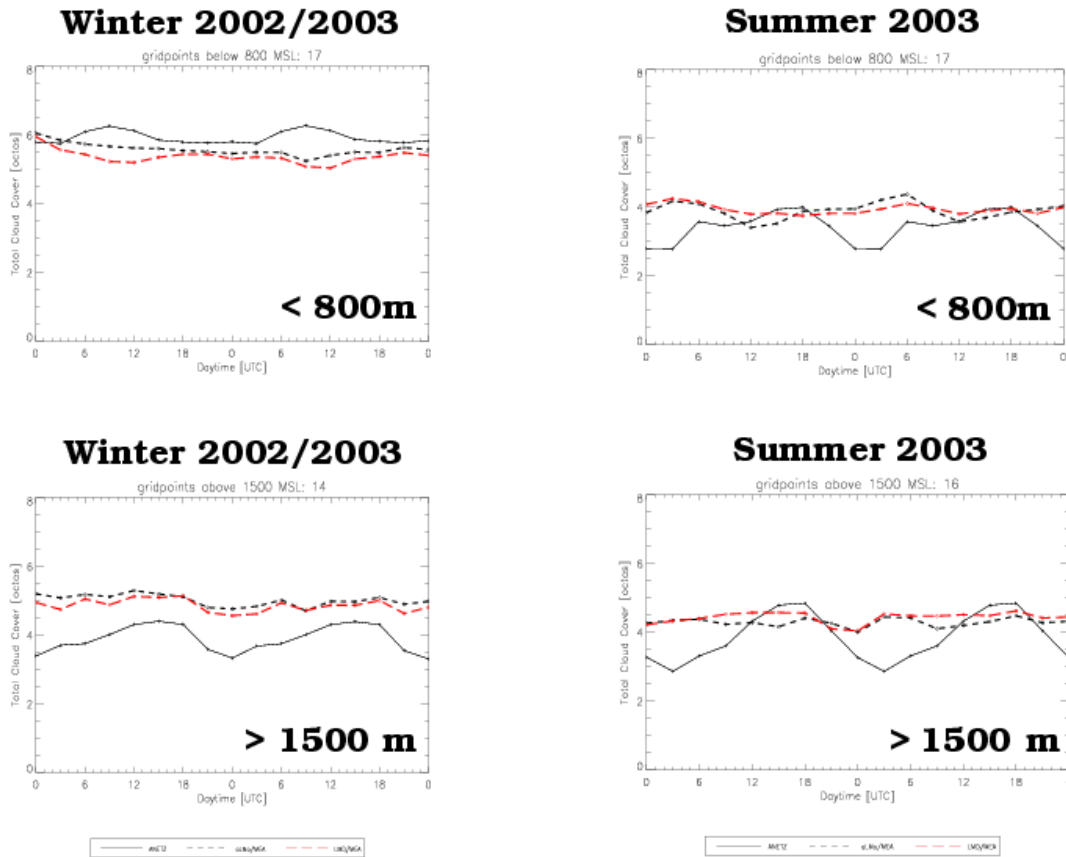 Winter 2002/2003
gridpoints below 800 MSL: 17
8
6
4
2
0
Total Cloud Cover [octas]
< 800m
0 6 12 18 0 6 12 18 0
Daytime [UTC]
Summer 2003
gridpoints below 800 MSL: 17
8
6
4
2
0
Total Cloud Cover [octas]
< 800m
0 6 12 18 0 6 12 18 0
Daytime [UTC]
Winter 2002/2003
gridpoints above 1500 MSL: 14
8
6
4
2
0
Total Cloud Cover [octas]
> 1500 m
0 6 12 18 0 6 12 18 0
Daytime [UTC]
Summer 2003
gridpoints above 1500 MSL: 16
8
6
4
2
0
Total Cloud Cover [octas]
> 1500 m
0 6 12 18 0 6 12 18
Daytime [UTC]
ANETZ
ANETZ